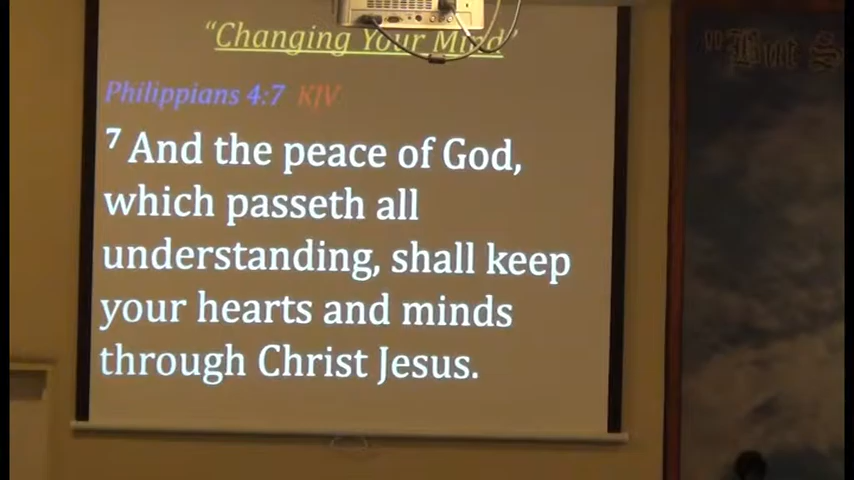 "Changing Your Mind"
Philippians 4:7 KJV
7 And the peace of God,
which passeth all
understanding, shall keep
your hearts and minds
through Christ Jesus.
"But